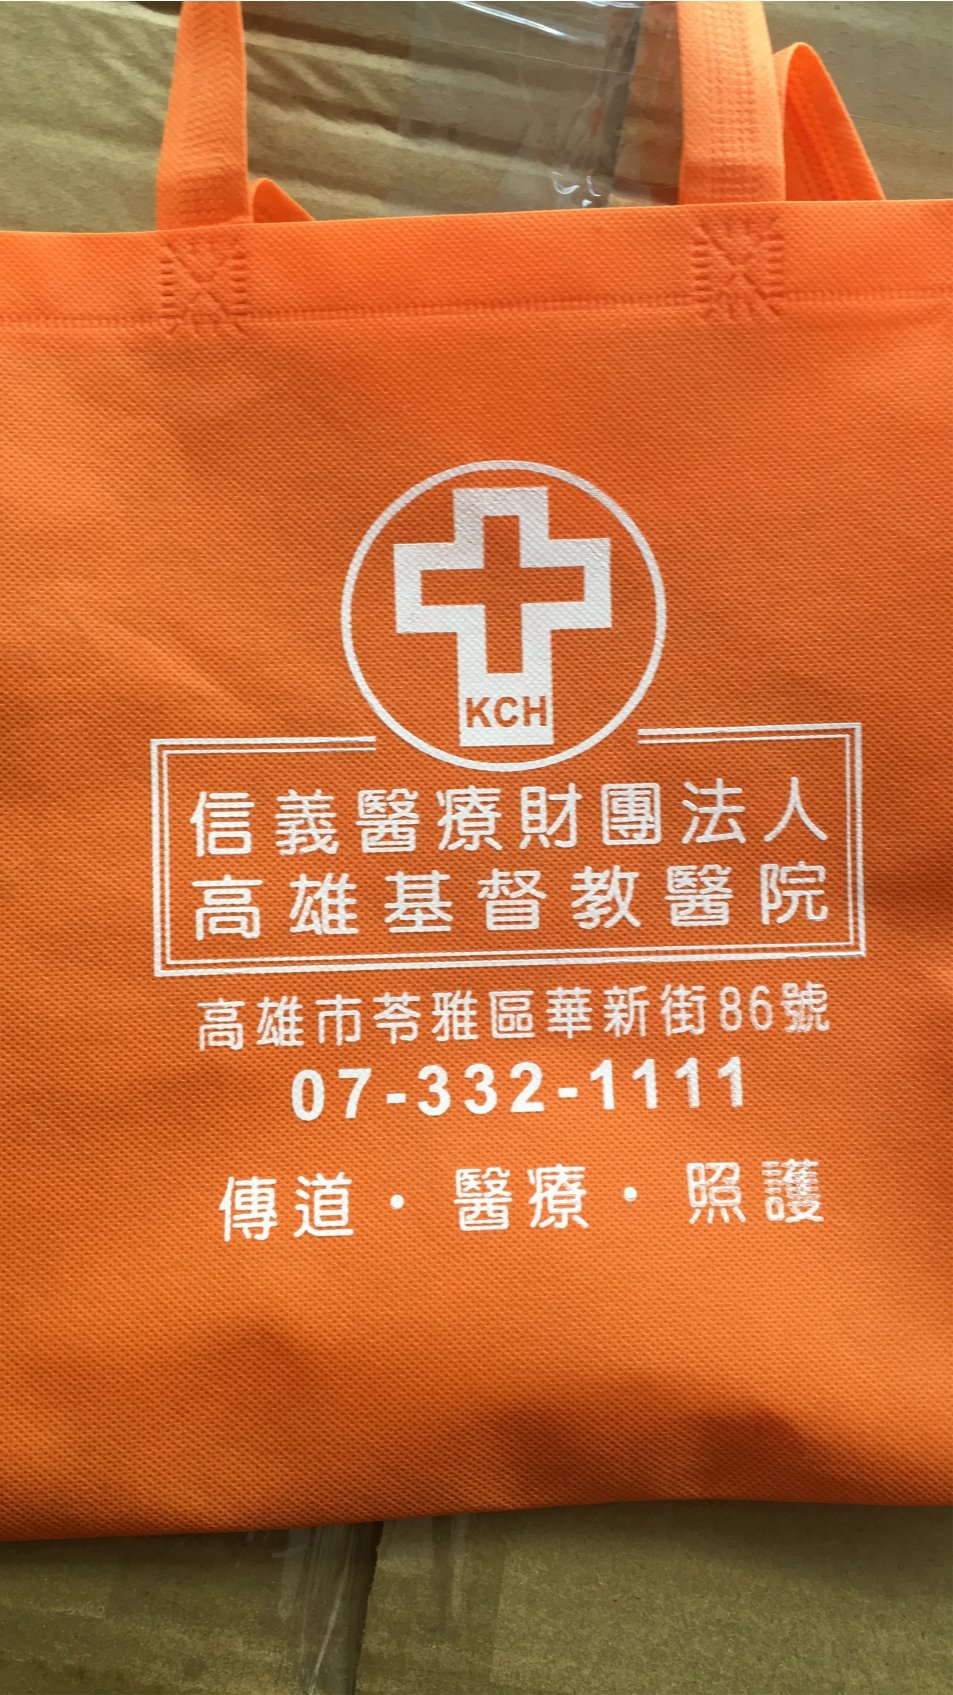 KCH
信義醫療財團法人
高雄基督教醫院
高雄市苓雅區華新街86號
07-332-1111
傳道・醫療・照護